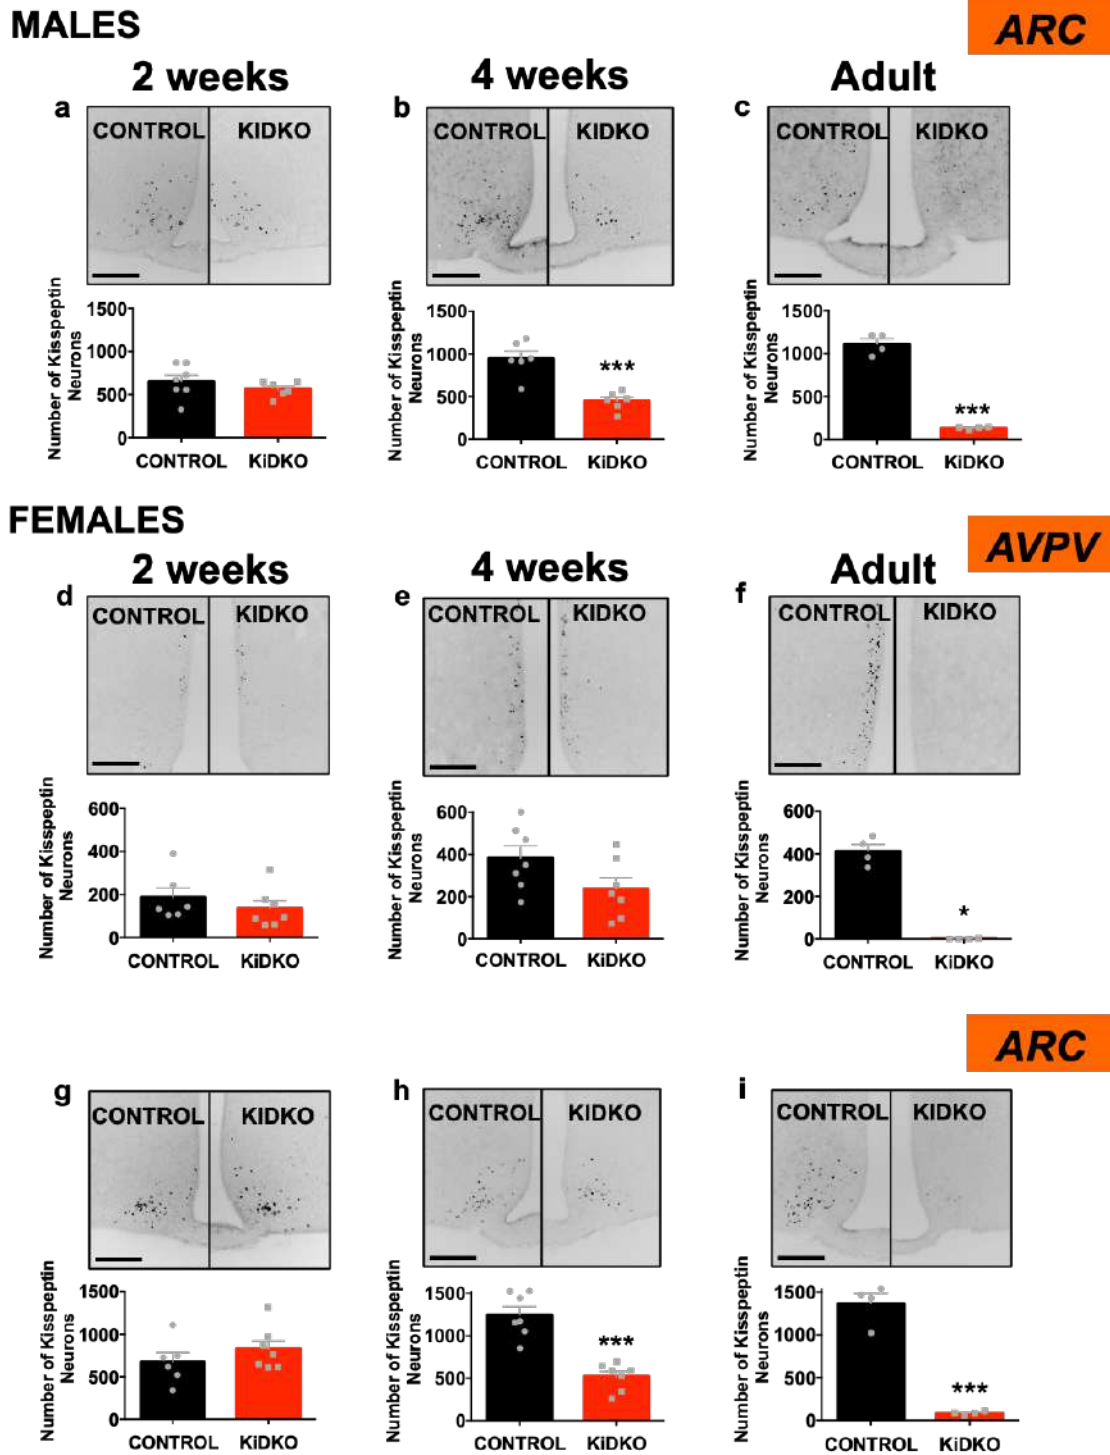 MALES
ARC
2 weeks
4 weeks
Adult
a
CONTROL
KIDKO
b
CONTROL
KIDKO
c
CONTROL
KIDKO
Number of Kisspeptin
Neurons
1500
1000
500
0
CONTROL
KiDKO
Number of Kisspeptin
Neurons
1500
1000
500
0
***
CONTROL
KiDKO
Number of Kisspeptin
Neurons
1500
1000
500
0
***
CONTROL
KiDKO
FEMALES
AVPV
2 weeks
4 weeks
Adult
d
CONTROL
KIDKO
e
CONTROL
KIDKO
f
CONTROL
KIDKO
Number of Kisspeptin
Neurons
600
400
200
0
CONTROL
KiDKO
Number of Kisspeptin
Neurons
600
400
200
0
CONTROL
KiDKO
Number of Kisspeptin
Neurons
600
400
200
0
*
CONTROL
KiDKO
ARC
g
CONTROL
KIDKO
h
CONTROL
KIDKO
i
CONTROL
KIDKO
Number of Kisspeptin
Neurons
1500
1000
500
0
CONTROL
KiDKO
Number of Kisspeptin
Neurons
1500
1000
500
0
***
CONTROL
KiDKO
Number of Kisspeptin
Neurons
1500
1000
500
0
***
CONTROL
KiDKO